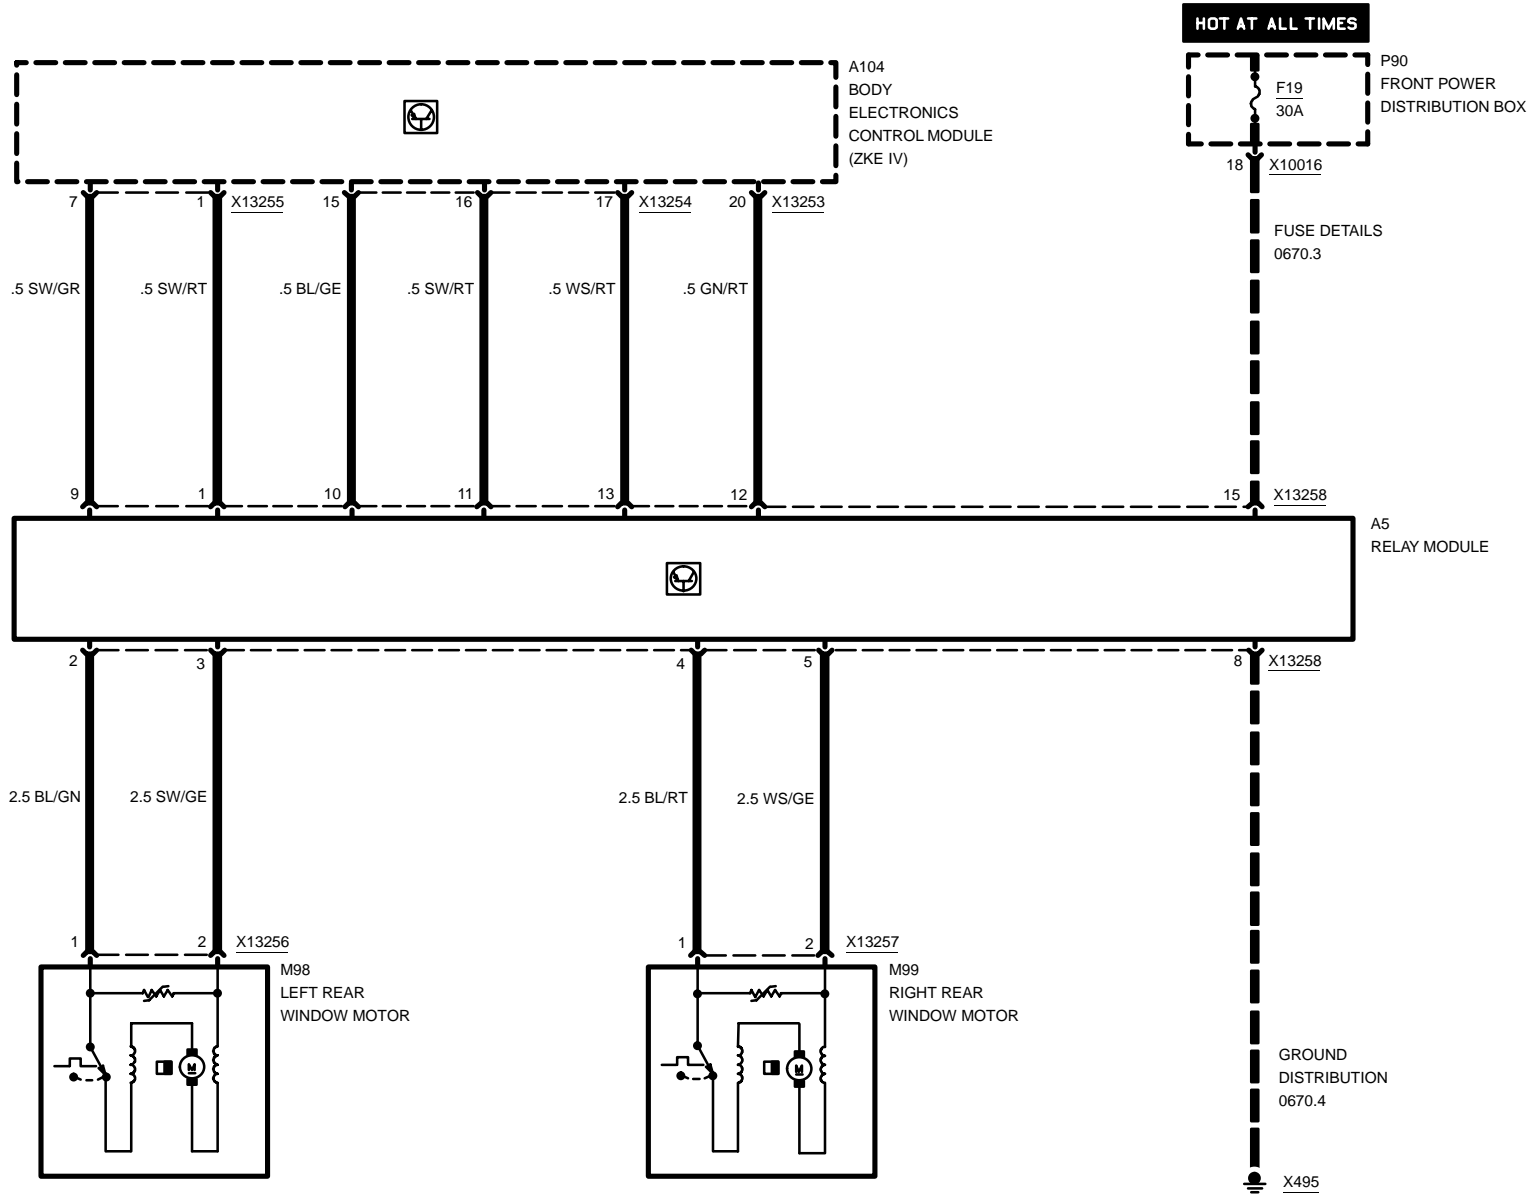 HOT AT ALL TIMES
A104
BODY
ELECTRONICS
CONTROL MODULE
(ZKE IV)
P90
FRONT POWER
DISTRIBUTION BOX
F19
30A
18 X10016
7 1 X13255 15 16 17 X13254 20 X13253
FUSE DETAILS
0670.3
.5 SW/GR .5 SW/RT .5 BL/GE .5 SW/RT .5 WS/RT .5 GN/RT
9 1 10 11 13 12 15 X13258
A5
RELAY MODULE
2 3 4 5 8 X13258
2.5 BL/GN 2.5 SW/GE 2.5 BL/RT 2.5 WS/GE
1 2 X13256 1 2 X13257
M98
LEFT REAR
WINDOW MOTOR
M
M99
RIGHT REAR
WINDOW MOTOR
M
GROUND
DISTRIBUTION
0670.4
X495